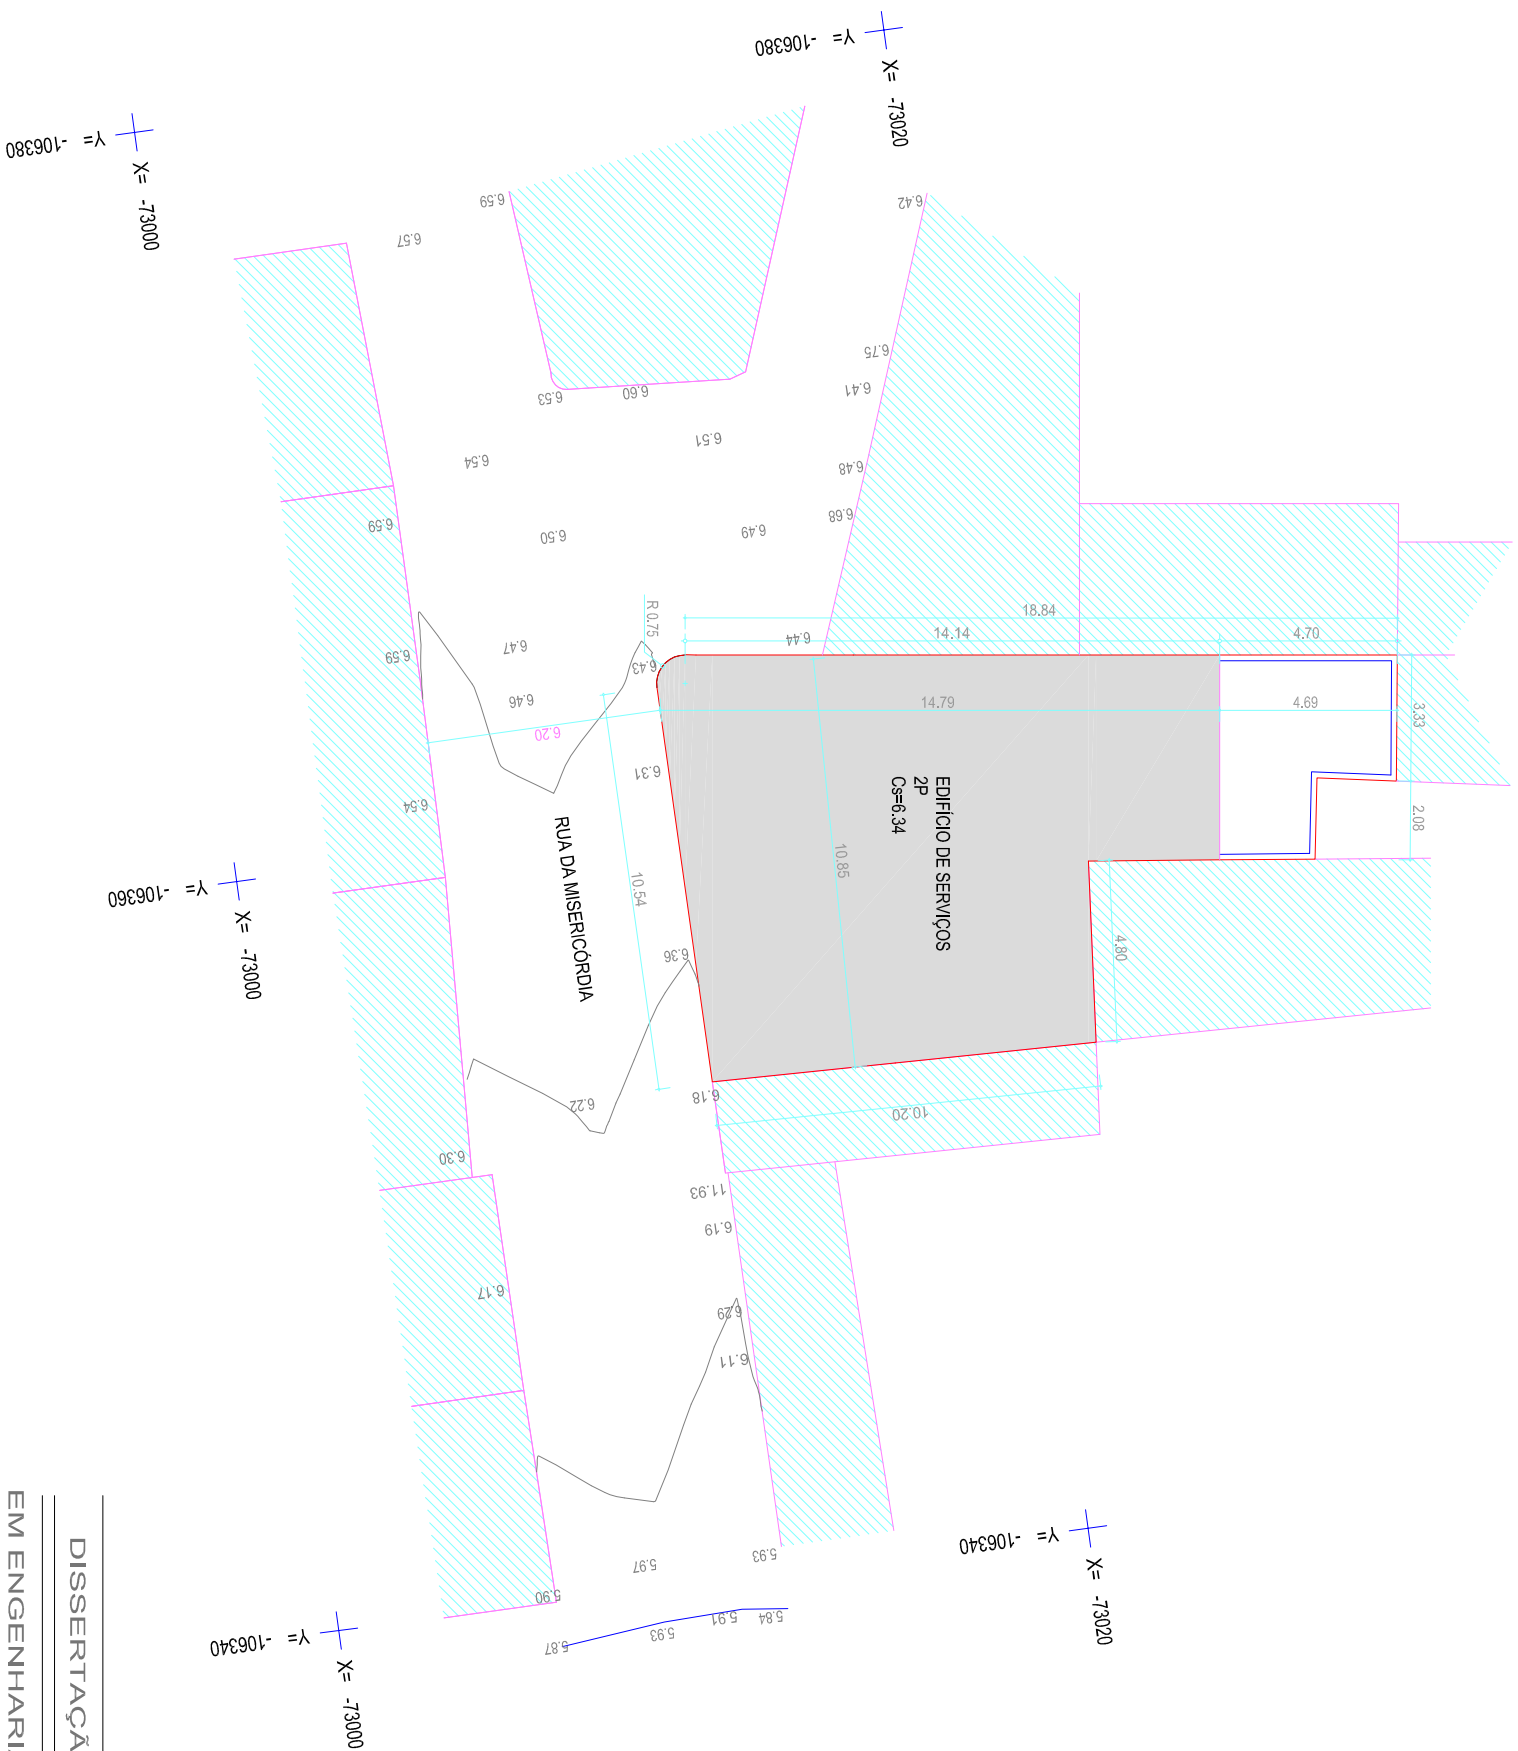 Y= -106380
X= -73020
Y= -106380
X= -73000
6.59
6.57
6.42
6.75
6.41
6.53
6.60
6.51
6.54
6.48
6.68
6.59
6.50
6.49
R 0.75
18.84
6.44
14.14
4.70
6.47
6.59
6.43
6.46
6.20
14.79
4.69
3.33
6.31
6.54
EDIFÍCIO DE SERVIÇOS
2P
Cs=6.34
2.08
RUA DA MISERICÓRDIA
10.85
10.54
Y= -106360
X= -73000
6.36
4.80
6.18
6.22
10.20
6.30
11.93
6.19
6.17
6.29
6.11
Y= -106340
X= -73020
5.97
5.93
5.90
5.87
5.93
5.91
5.84
Y= -106340
X= -73000
DISSERTAÇÃ
EM ENGENHARI